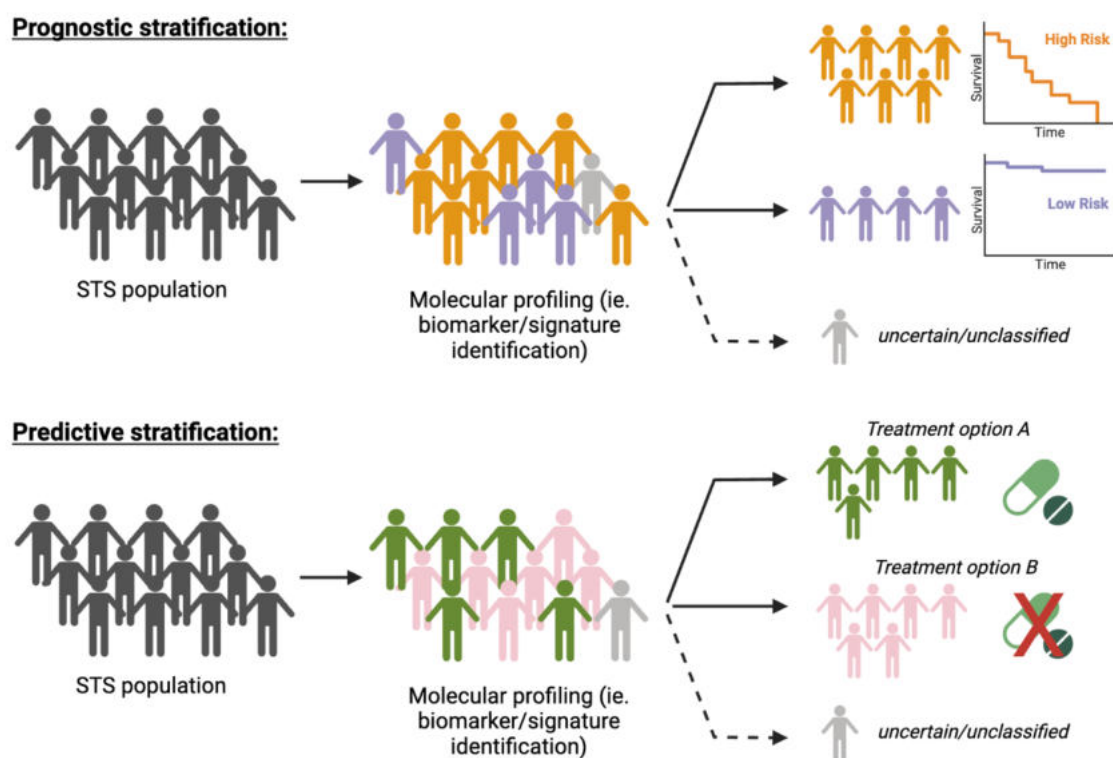 Prognostic stratification:
High Risk
Survival
Time
STS population
Molecular profiling (ie.
biomarker/signature
identification)
Low Risk
Survival
Time
uncertain/unclassified
Predictive stratification:
Treatment option A
STS population
Molecular profiling (ie.
biomarker/signature
identification)
Treatment option B
uncertain/unclassified